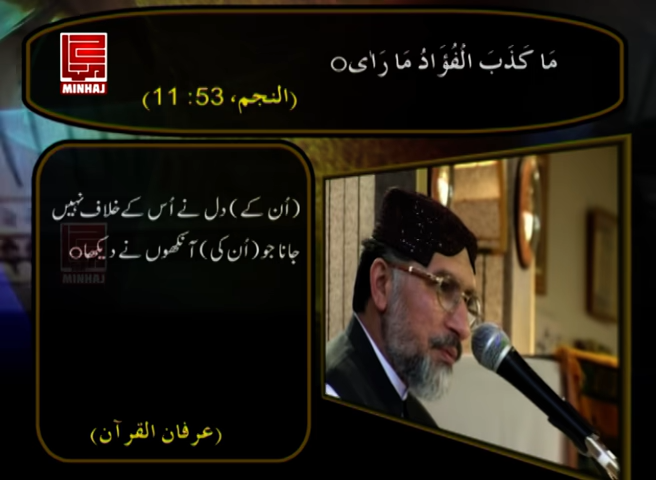 مَا كَذَبَ الْفُؤَادُ مَا رَاٰى○
(النجم، 53: 11)
MINHAJ
(اُن کے) دل نے اُس کے خلاف نہیں
جانا جو (اُن کی) آنکھوں نے دیکھا○
MINHAJ
(عرفان القرآن)